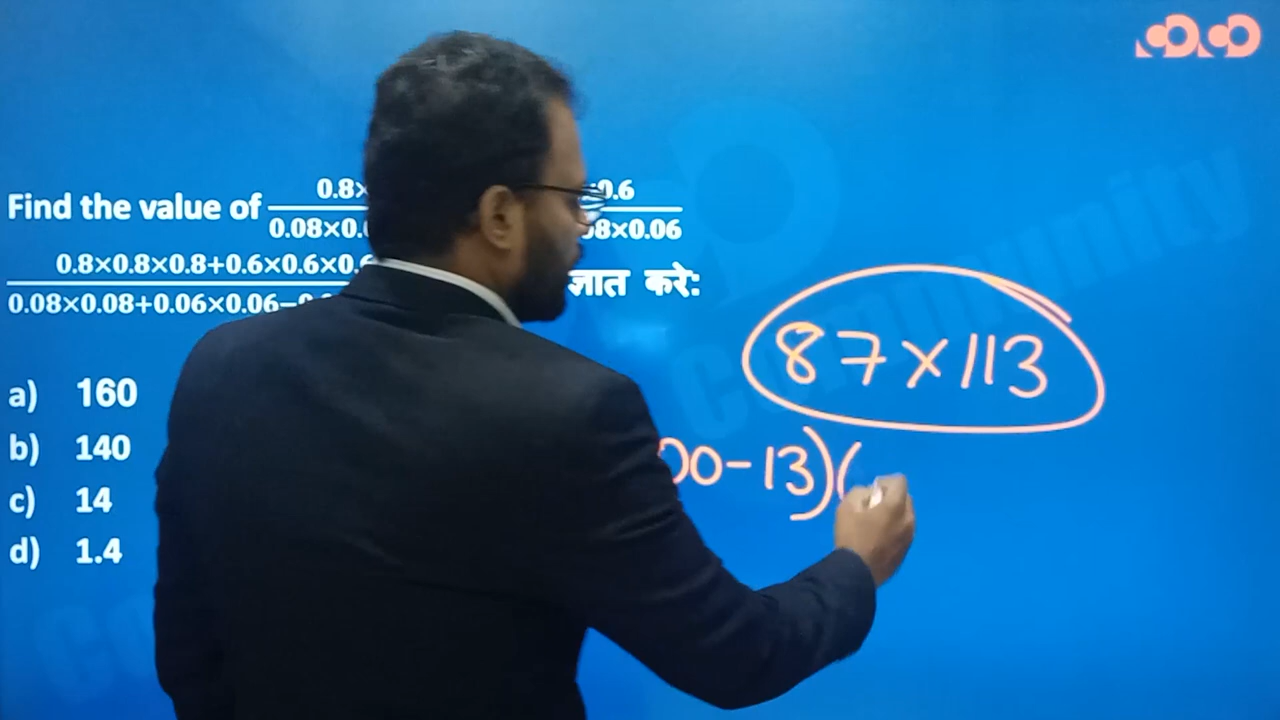 Find the value of 0.8× ×0.6
0.08×0. 8×0.06
0.8×0.8×0.8+0.6×0.6×0. ज्ञात करे:
0.08×0.08+0.06×0.06−
87×113
a) 160
00-13)(
b) 140
c) 14
d) 1.4
community